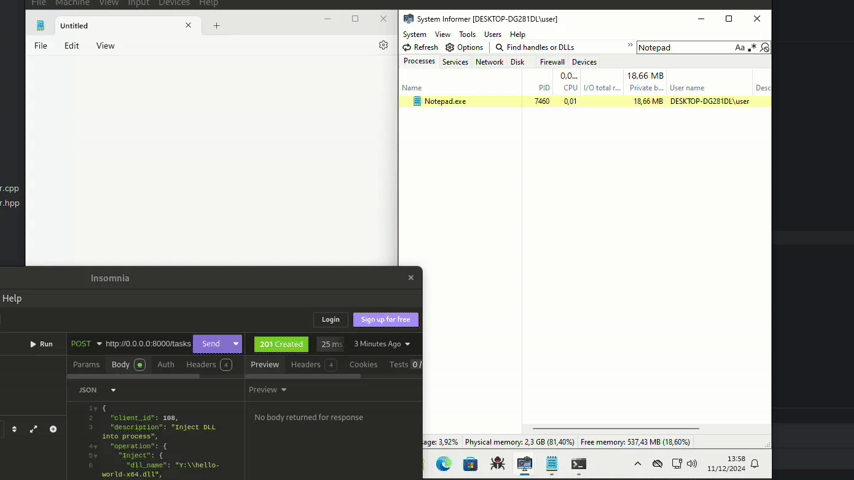 File Machine View Input Devices Help
Untitled
File Edit View
r.cpp
r.hpp
System Informer [DESKTOP-DG281DL\user]
System View Tools Users Help
Refresh Options Find handles or DLLs » Notepad Aa
Processes Services Network Disk Firewall Devices
0,0... 18,66 MB
Name PID CPU I/O total r... Private b... User name Desc
Notepad.exe 7460 0,01 18,66 MB DESKTOP-DG281DL\user
Insomnia
Help
Login Sign up for free
Run POST http://0.0.0.0:8000/tasks Send 201 Created 25 ms 3 Minutes Ago
Params Body Auth Headers 4 Preview Headers 4 Cookies Tests 0/
JSON Preview
1 {
2 "client_id": 108,
3 "description": "Inject DLL
into process",
4 "operation": {
5 "Inject": {
6 "dll_name": "Y:\\hello-
world-x64.dll",
No body returned for response
sage: 3,92% Physical memory: 2,3 GB (81,40%) Free memory: 537,43 MB (18,60%)
13:58
11/12/2024